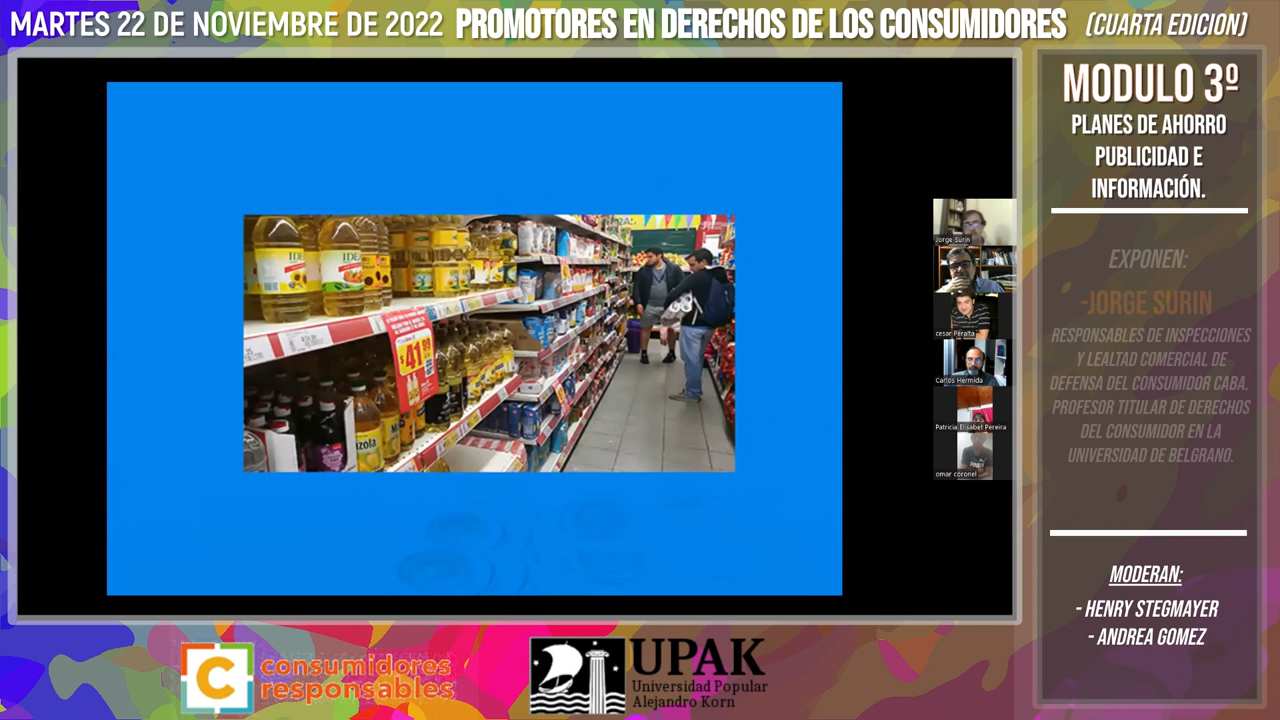 MARTES 22 DE NOVIEMBRE DE 2022 PROMOTORES EN DERECHOS DE LOS CONSUMIDORES (CUARTA EDICION)
MODULO 3º
PLANES DE AHORRO
PUBLICIDAD E
INFORMACIÓN.
EXPONEN:
-JORGE SURIN
RESPONSABLES DE INSPECCIONES
Y LEALTAD COMERCIAL DE
DEFENSA DEL CONSUMIDOR CABA.
PROFESOR TITULAR DE DERECHOS
DEL CONSUMIDOR EN LA
UNIVERSIDAD DE BELGRANO.
MODERAN:
- HENRY STEGMAYER
- ANDREA GOMEZ
$41
99
Jorge Surin
cesar Peralta
Carlos Hermida
Patricia Elisabet Pereira
omar coronel
C consumidores
responsables
UPAK
Universidad Popular
Alejandro Korn